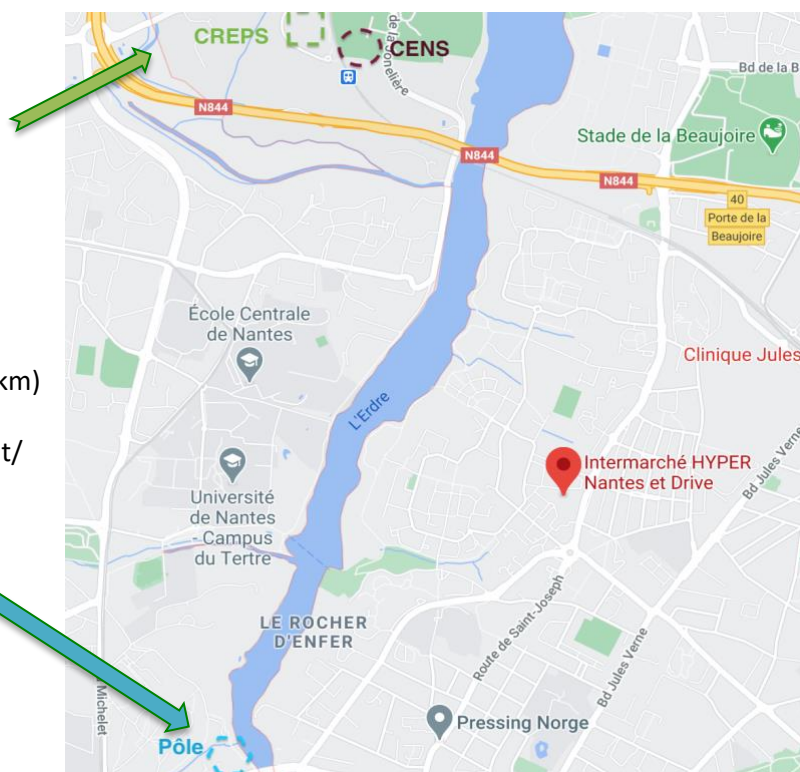 CREPS
CENS
de la Jonelière
Bd de la B
N844
Stade de la Beaujoire
N844
N844
40
Porte de la
Beaujoire
École Centrale
de Nantes
Clinique Jules
km)
L'Erdre
t/
Intermarché HYPER
Nantes et Drive
Bd Jules Verne
Université
de Nantes
- Campus
du Tertre
LE ROCHER
D'ENFER
Route de Saint-Joseph
Bd Jules Verne
Michelet
Pressing Norge
Pôle